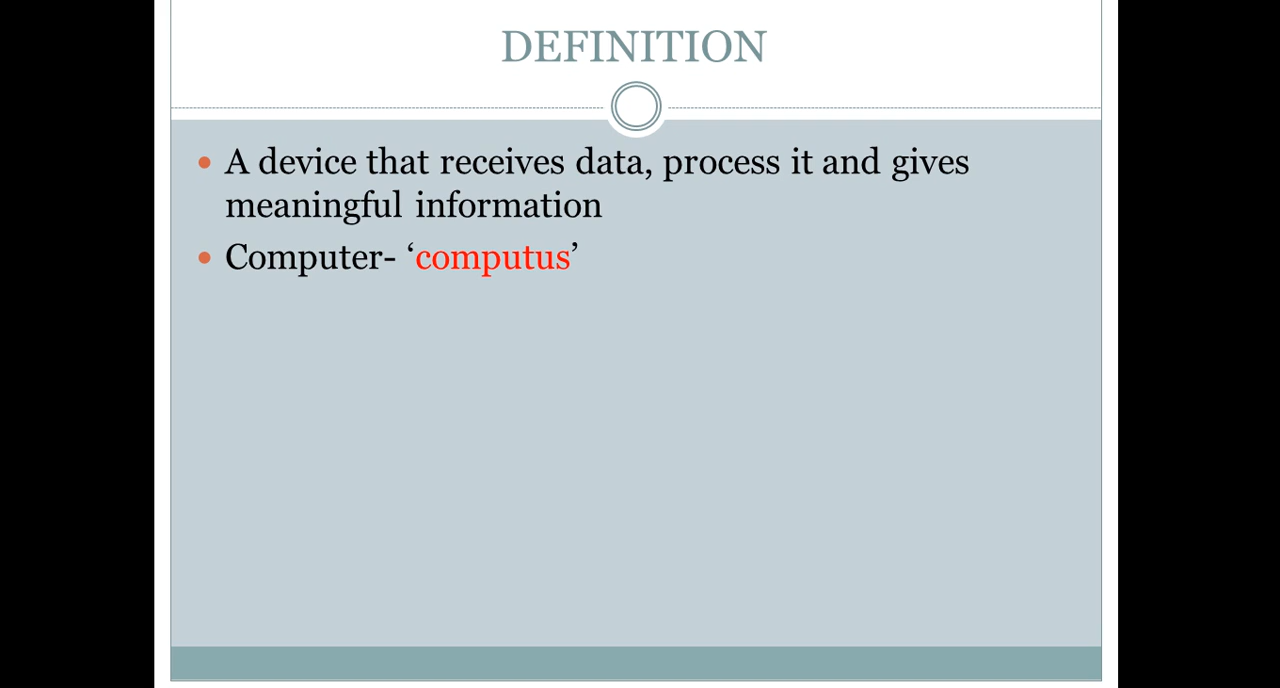 DEFINITION
• A device that receives data, process it and gives
meaningful information
• Computer- ‘computus’